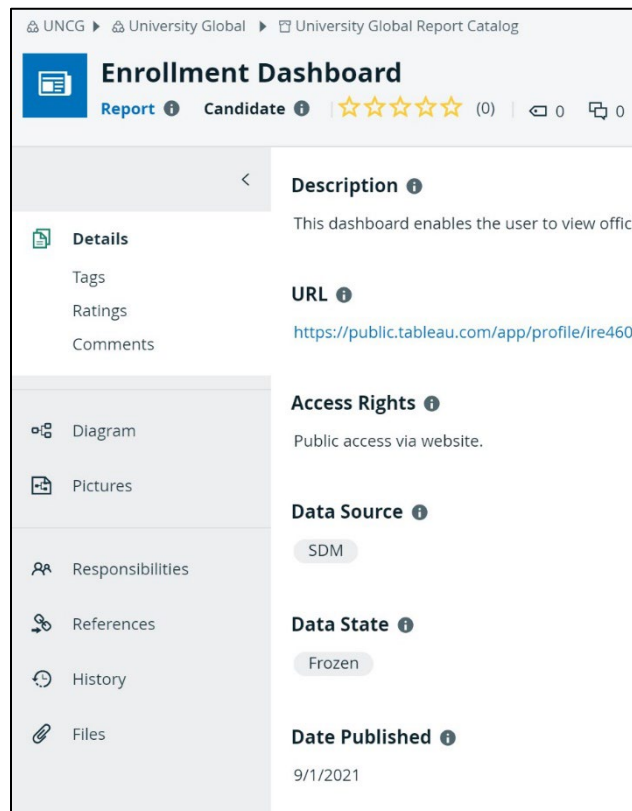 UNCG University Global University Global Report Catalog
Enrollment Dashboard
Report Candidate (0) 0 0
Details
Tags
Ratings
Comments
Diagram
Pictures
Responsibilities
References
History
Files
Description
This dashboard enables the user to view offic
URL
https://public.tableau.com/app/profile/ire460
Access Rights
Public access via website.
Data Source
SDM
Data State
Frozen
Date Published
9/1/2021